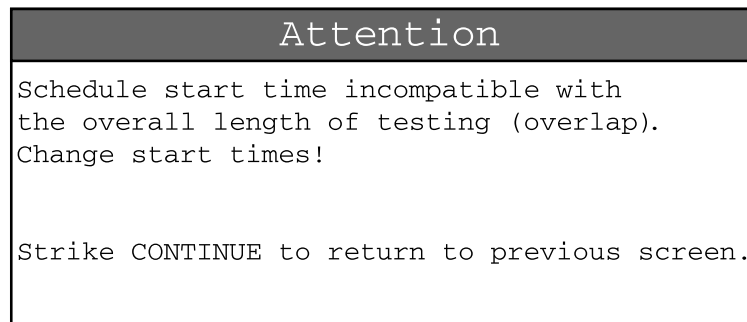 Attention
Schedule start time incompatible with
the overall length of testing (overlap).
Change start times!
Strike CONTINUE to return to previous screen.